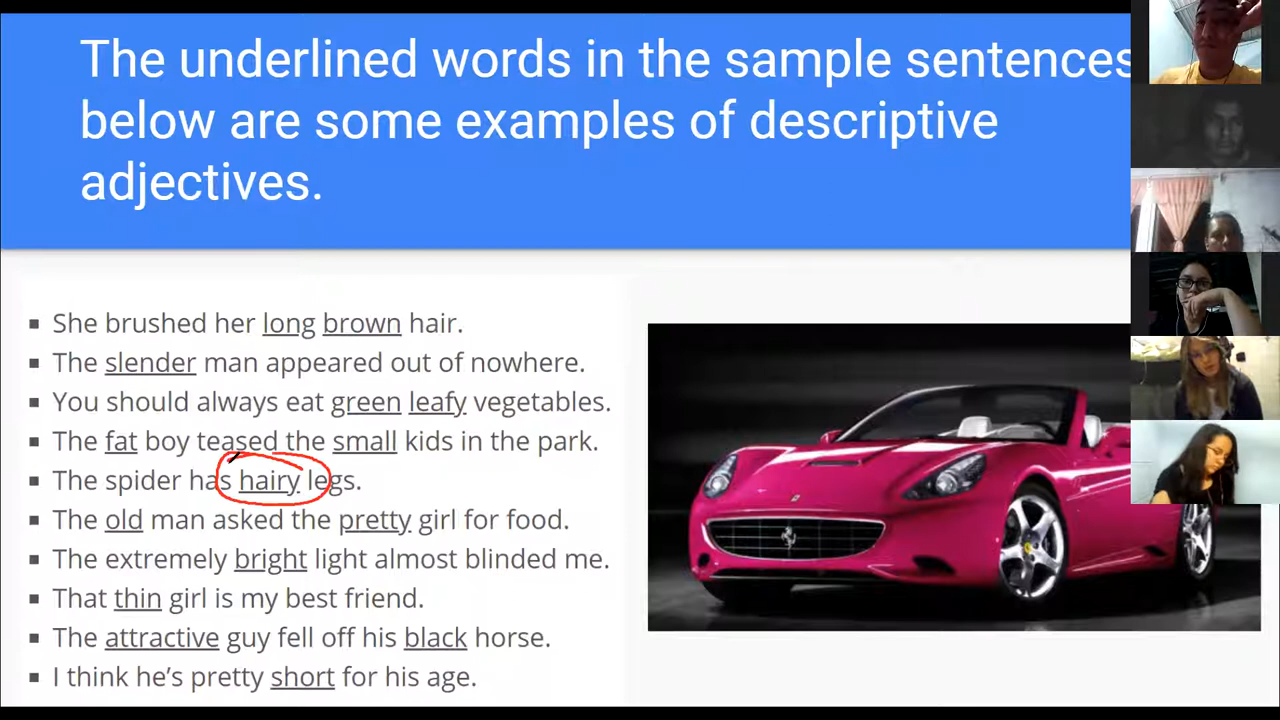 The underlined words in the sample sentences
below are some examples of descriptive
adjectives.
She brushed her long brown hair.
The slender man appeared out of nowhere.
You should always eat green leafy vegetables.
The fat boy teased the small kids in the park.
The spider has hairy legs.
The old man asked the pretty girl for food.
The extremely bright light almost blinded me.
That thin girl is my best friend.
The attractive guy fell off his black horse.
I think he's pretty short for his age.